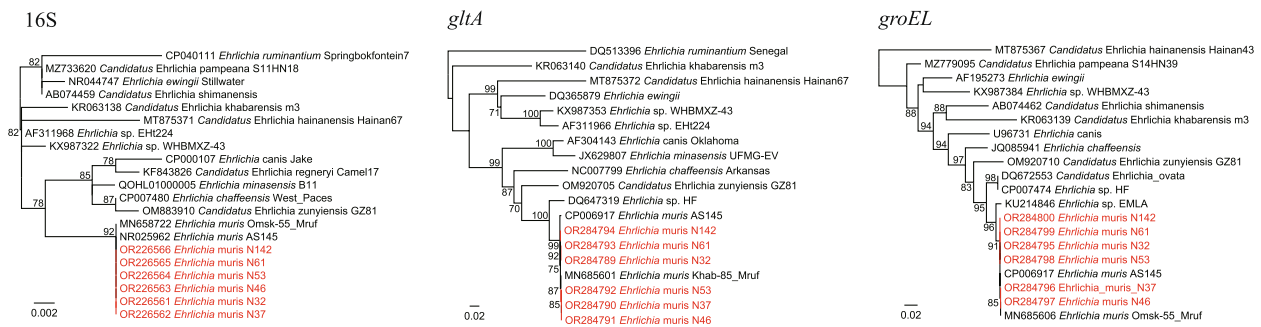 16S
CP040111 Ehrlichia ruminantium Springbokfontein7
82
MZ733620 Candidatus Ehrlichia pampeana S11HN18
NR044747 Ehrlichia ewingii Stillwater
AB074459 Ehrlichia shimanensis
KR063138 Candidatus Ehrlichia khabarensis m3
MT875371 Candidatus Ehrlichia hainanensis Hainan67
82
AF311968 Ehrlichia sp. EHt224
KX987322 Ehrlichia sp. WHBMXZ-43
78
CP000107 Ehrlichia canis Jake
KF843826 Candidatus Ehrlichia regneryi Camel17
85
QOHL01000005 Ehrlichia minasensis B11
CP007480 Ehrlichia chaffeensis West_Paces
87
OM883910 Candidatus Ehrlichia zunyiensis GZ81
78
MN658722 Ehrlichia muris Omsk-55_Mruf
92
NR025962 Ehrlichia muris AS145
OR226566 Ehrlichia muris N142
OR226565 Ehrlichia muris N61
OR226564 Ehrlichia muris N53
OR226563 Ehrlichia muris N46
OR226561 Ehrlichia muris N32
OR226562 Ehrlichia muris N37
0.002
gltA
DQ513396 Ehrlichia ruminantium Senegal
KR063140 Candidatus Ehrlichia khabarensis m3
MT875372 Candidatus Ehrlichia hainanensis Hainan67
99
DQ365879 Ehrlichia ewingii
71
KX987353 Ehrlichia sp. WHBMXZ-43
100
AF311966 Ehrlichia sp. EHt224
AF304143 Ehrlichia canis Oklahoma
100
JX629807 Ehrlichia minasensis UFMG-EV
99
NC007799 Ehrlichia chaffeensis Arkansas
87
OM920705 Candidatus Ehrlichia zunyiensis GZ81
70
DQ647319 Ehrlichia sp. HF
100
CP006917 Ehrlichia muris AS145
OR284794 Ehrlichia muris N142
99
OR284793 Ehrlichia muris N61
92
OR284789 Ehrlichia muris N32
75
MN685601 Ehrlichia muris Khab-85_Mruf
87
OR284792 Ehrlichia muris N53
85
OR284790 Ehrlichia muris N37
OR284791 Ehrlichia muris N46
0.02
groEL
MT875367 Candidatus Ehrlichia hainanensis Hainan43
MZ779095 Candidatus Ehrlichia pampeana S14HN39
AF195273 Ehrlichia ewingii
KX987384 Ehrlichia sp. WHBMXZ-43
88
88
AB074462 Candidatus Ehrlichia shimanensis
KR063139 Candidatus Ehrlichia khabarensis m3
94
U96731 Ehrlichia canis
94
JQ085941 Ehrlichia chaffeensis
97
OM920710 Candidatus Ehrlichia zunyiensis GZ81
83
98
DQ672553 Candidatus Ehrlichia_ovata
CP007474 Ehrlichia sp. HF
95
KU214846 Ehrlichia sp. EMLA
OR284800 Ehrlichia muris N142
96
OR284799 Ehrlichia muris N61
91
OR284795 Ehrlichia muris N32
OR284798 Ehrlichia muris N53
CP006917 Ehrlichia muris AS145
OR284796 Ehrlichia_muris_N37
85
OR284797 Ehrlichia muris N46
MN685606 Ehrlichia muris Omsk-55_Mruf
0.02